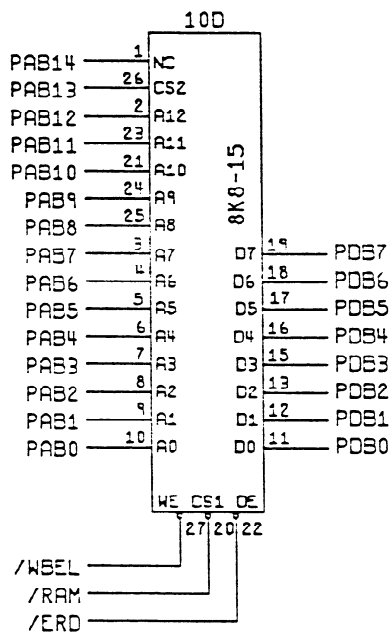 10D
PAB14 1 NC
PAB13 26 CS2
PAB12 2 A12
PAB11 23 A11
PAB10 21 A10
PAB9 24 A9
PAB8 25 A8
PAB7 3 A7 D7 19 PDB7
PAB6 4 A6 D6 18 PDB6
PAB5 5 A5 D5 17 PDB5
PAB4 6 A4 D4 16 PDB4
PAB3 7 A3 D3 15 PDB3
PAB2 8 A2 D2 13 PDB2
PAB1 9 A1 D1 12 PDB1
PAB0 10 A0 D0 11 PDB0
8K8-15
WE CS1 OE
27 20 22
/WBEL
/RAM
/ERD